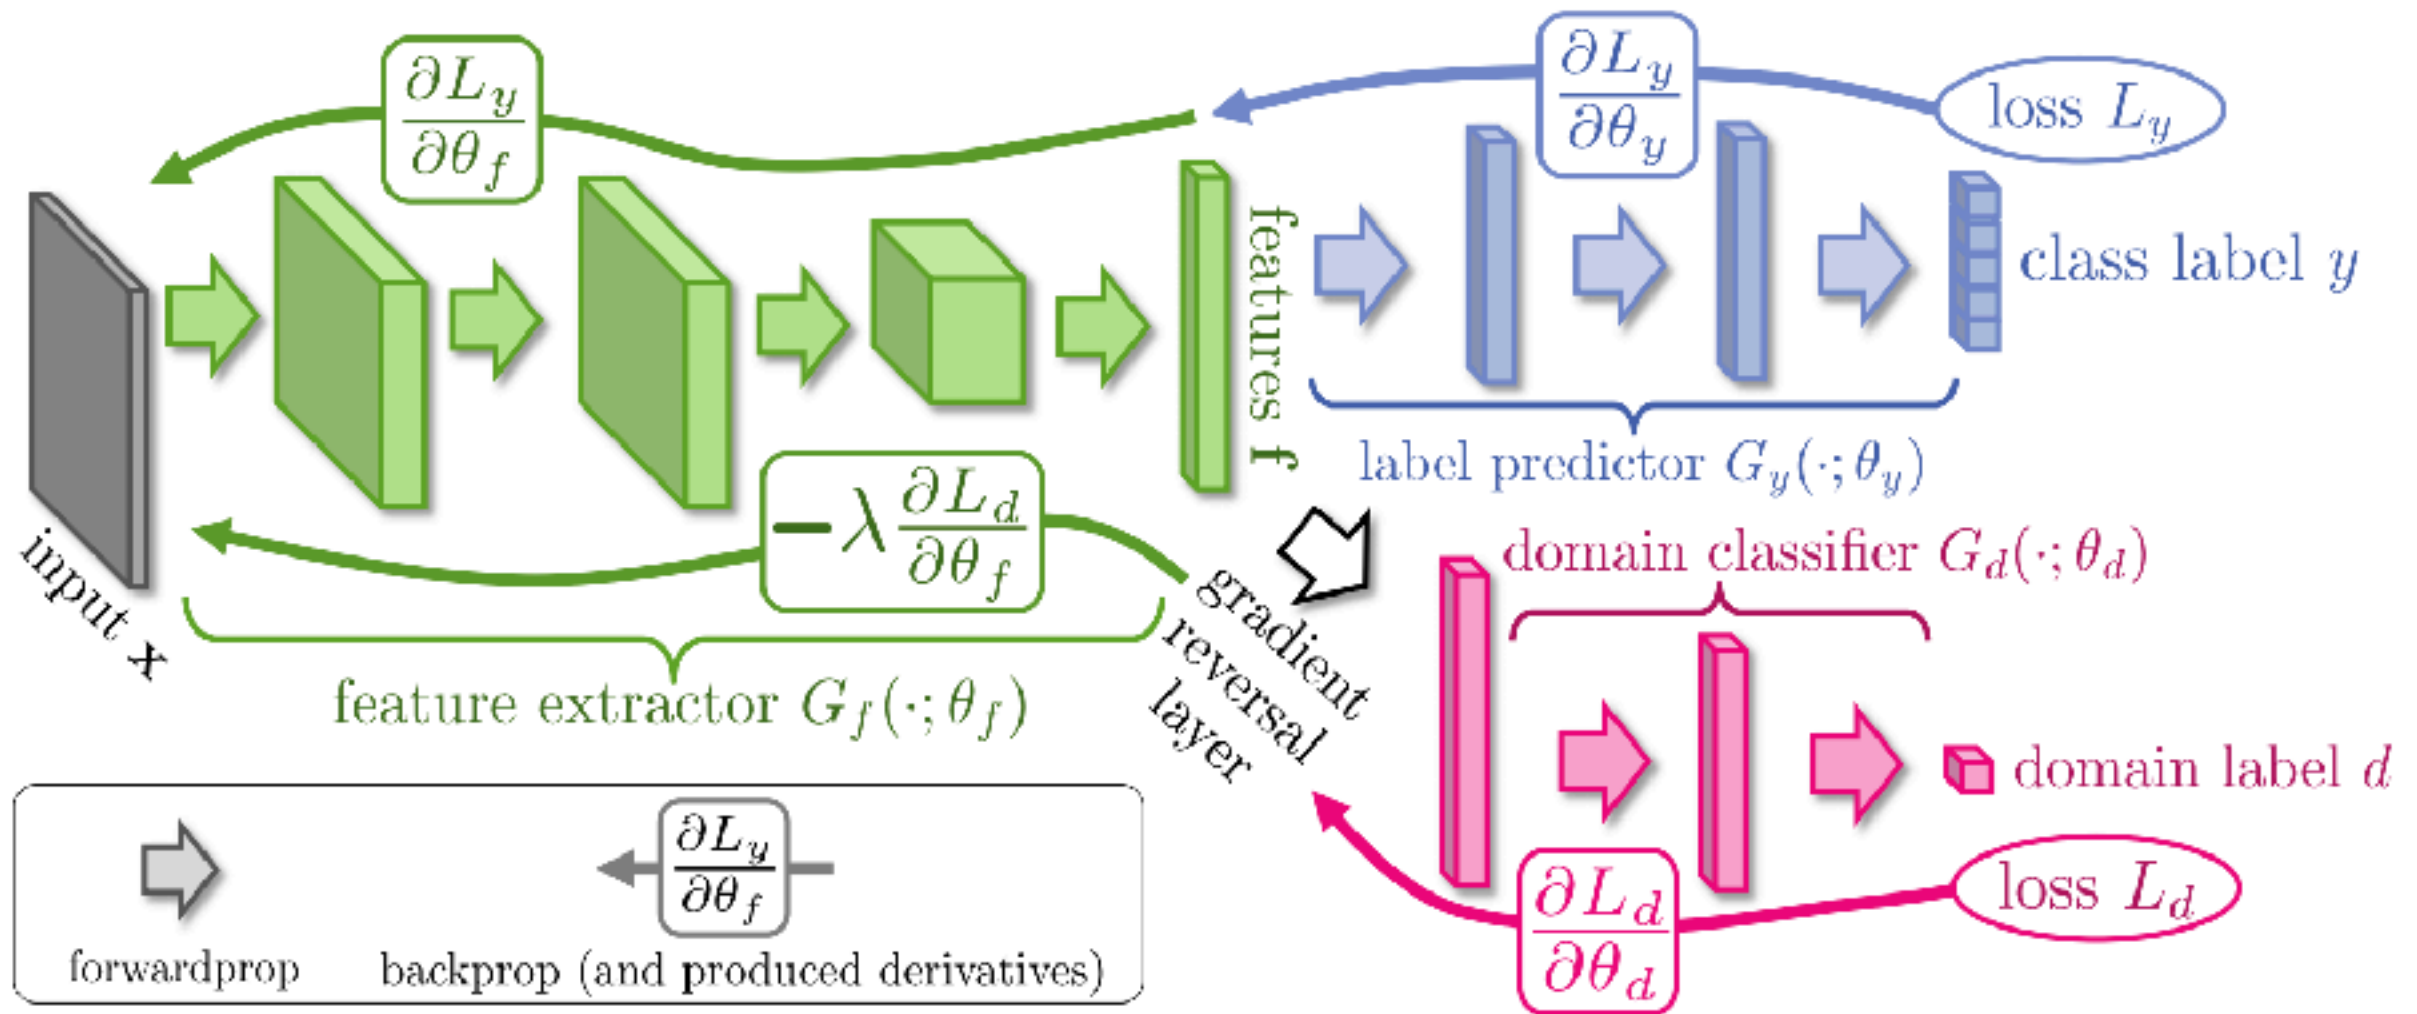 ∂L_y
∂θ_f
∂L_y
∂θ_y
loss L_y
features f
class label y
label predictor G_y(·; θ_y)
−λ ∂L_d
∂θ_f
input x
feature extractor G_f(·; θ_f)
gradient
reversal
layer
domain classifier G_d(·; θ_d)
domain label d
loss L_d
∂L_d
∂θ_d
∂L_y
∂θ_f
forwardprop
backprop (and produced derivatives)